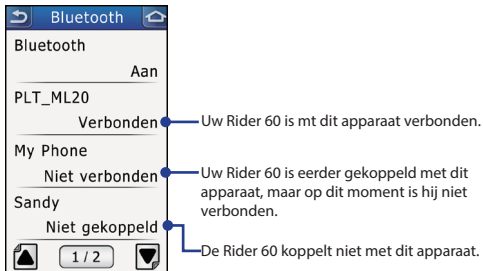 Bluetooth
Bluetooth
Aan
PLT_ML20
Verbonden
Uw Rider 60 is mt dit apparaat verbonden.
My Phone
Niet verbonden
Uw Rider 60 is eerder gekoppeld met dit
apparaat, maar op dit moment is hij niet
verbonden.
Sandy
Niet gekoppeld
De Rider 60 koppelt niet met dit apparaat.
1/2